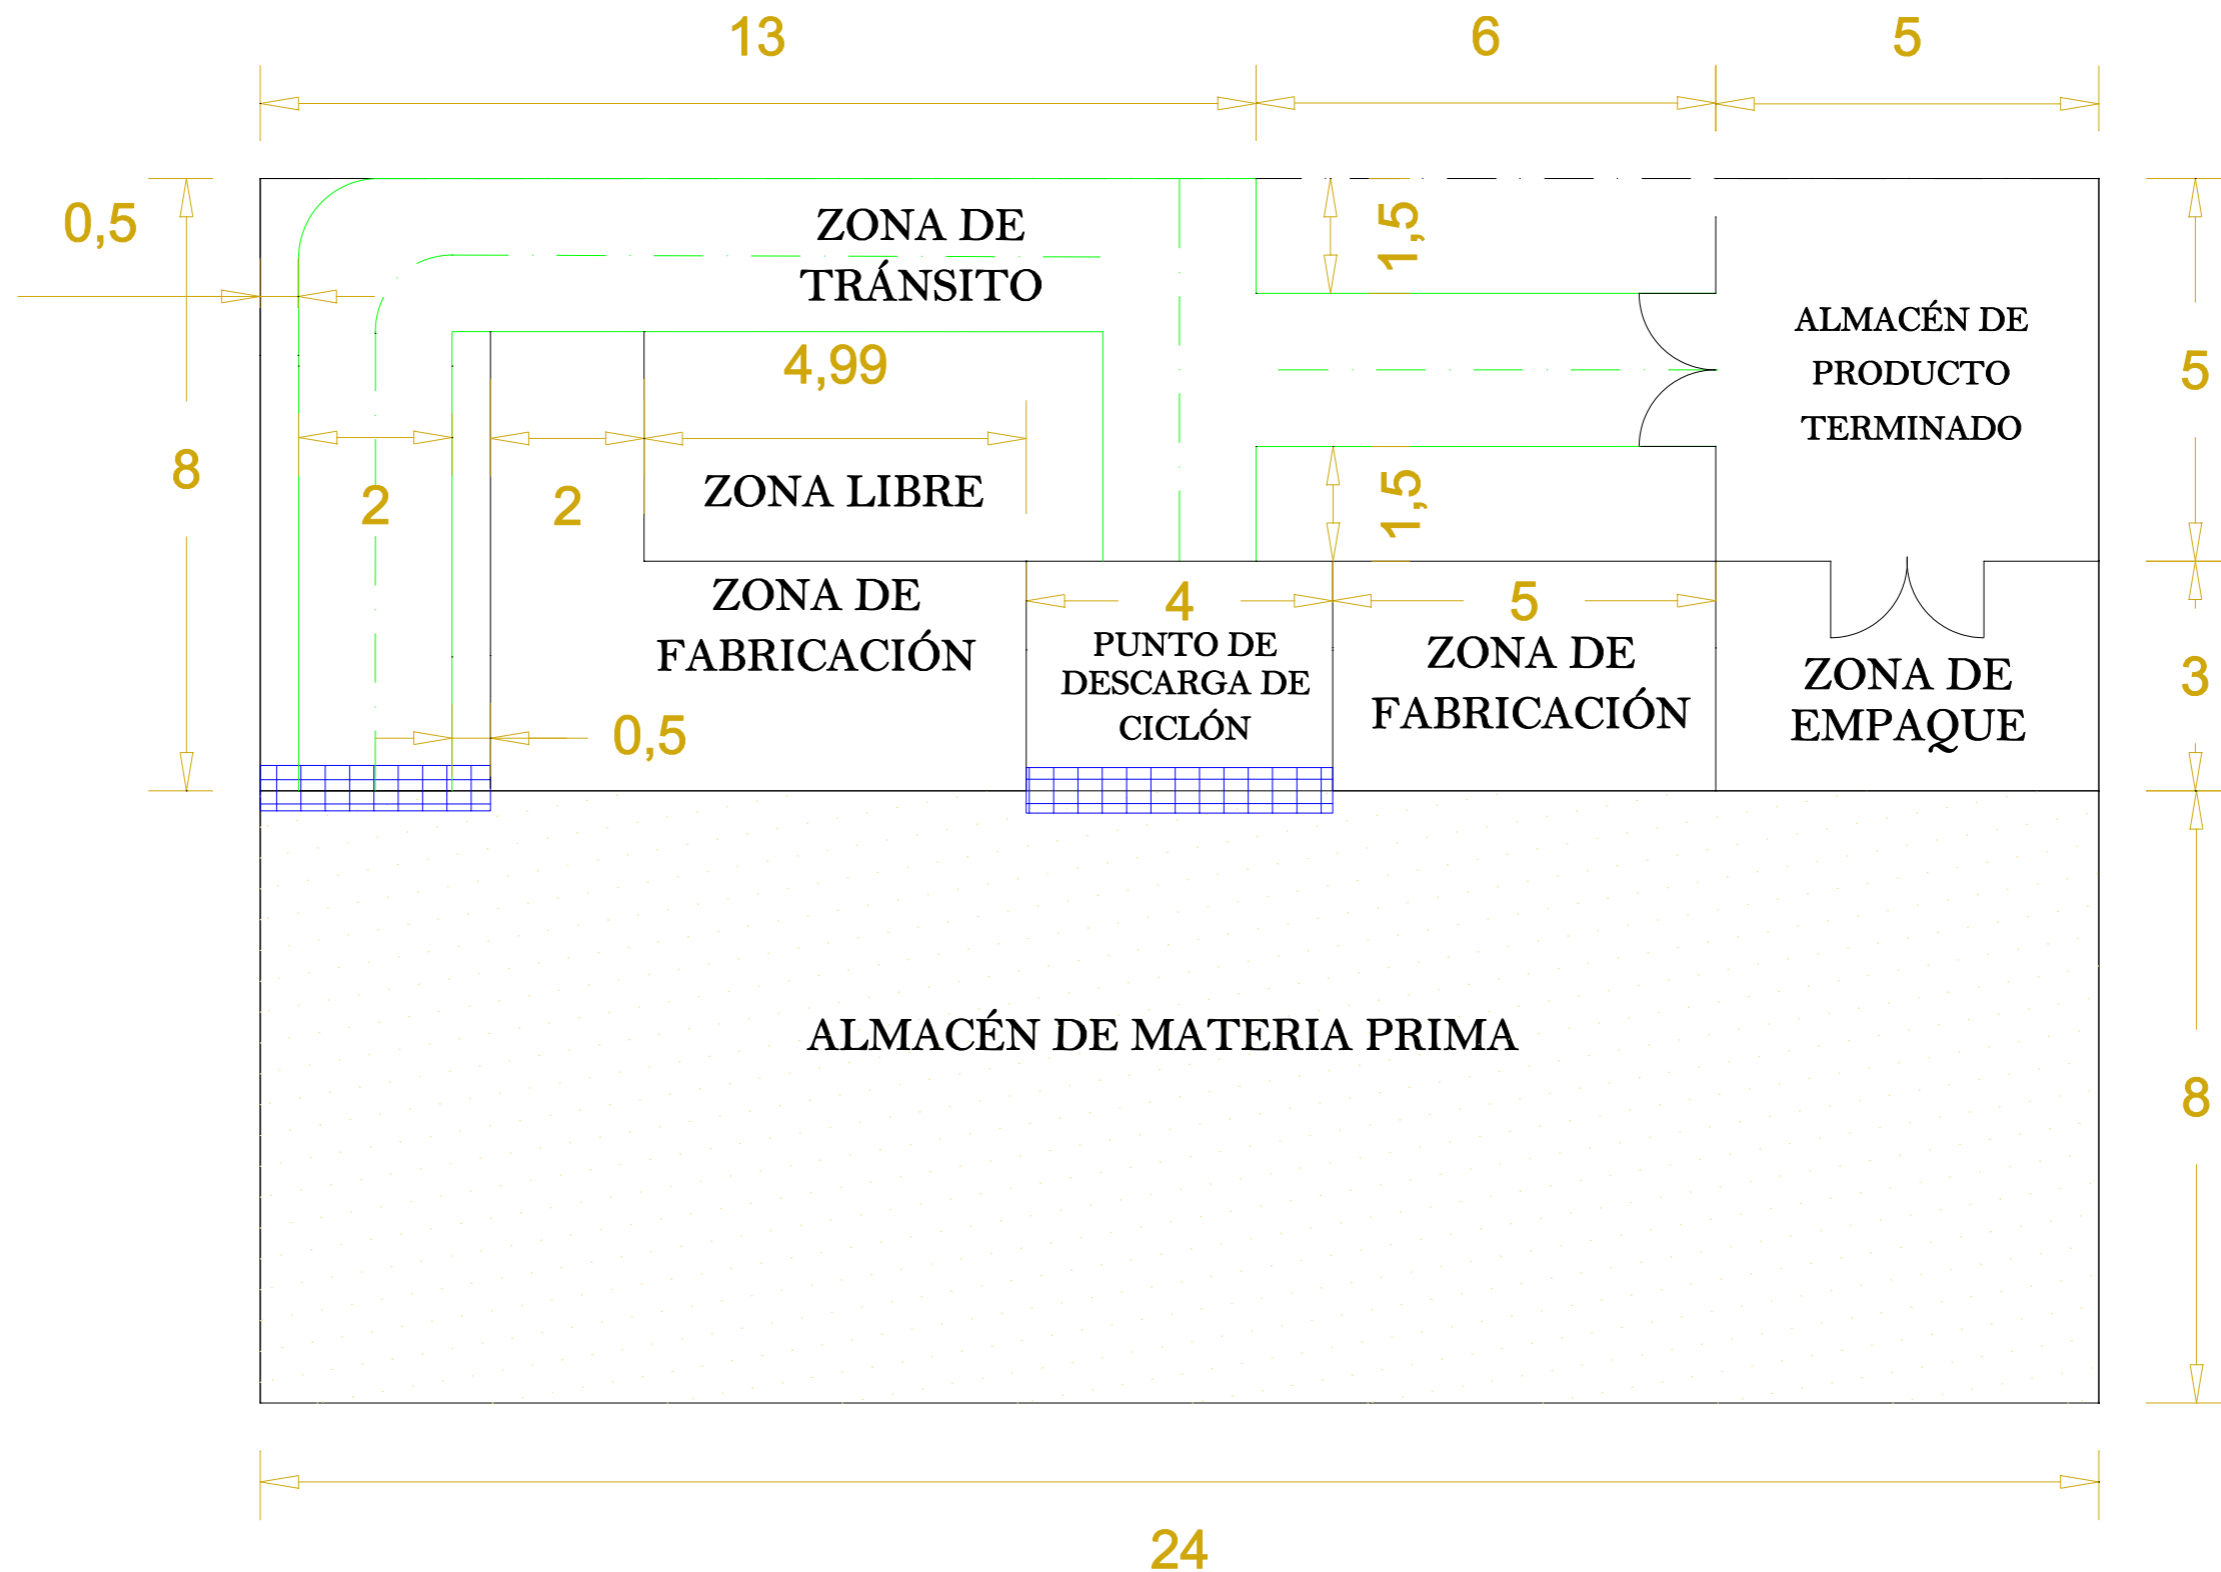 13
6
5
0,5
ZONA DE
TRÁNSITO
1,5
ALMACÉN DE
PRODUCTO
TERMINADO
5
4,99
8
2
2
ZONA LIBRE
1,5
ZONA DE
FABRICACIÓN
4
PUNTO DE
DESCARGA DE
CICLÓN
5
ZONA DE
FABRICACIÓN
ZONA DE
EMPAQUE
3
0,5
ALMACÉN DE MATERIA PRIMA
8
24